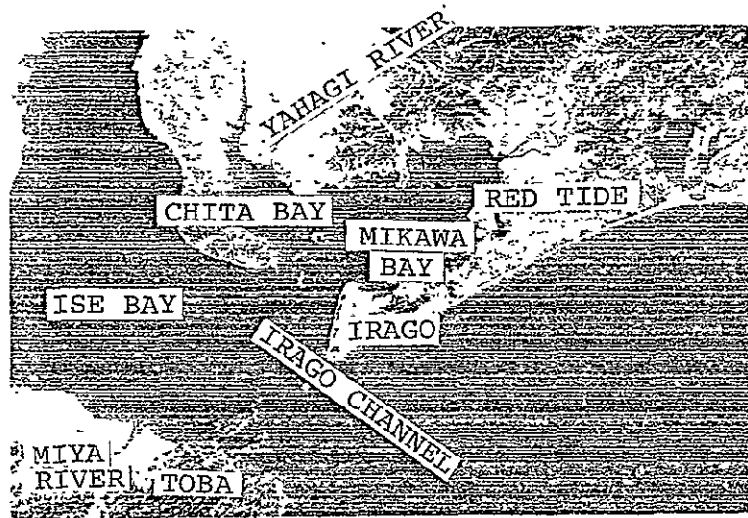 YAHAGI RIVER
CHITA BAY
RED TIDE
MIKAWA
BAY
ISE BAY
IRAGO
IRAGO CHANNEL
MIYA
RIVER
TOBA